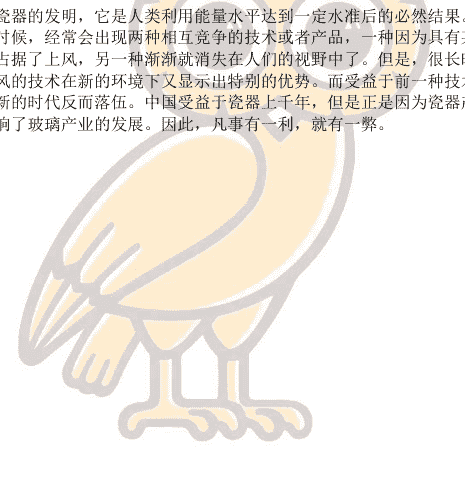 瓷器的发明，它是人类利用能量水平达到一定水准后的必然结果。
时候，经常会出现两种相互竞争的技术或者产品，一种因为具有
占据了上风，另一种渐渐就消失在人们的视野中了。但是，很长
风的技术在新的环境下又显示出特别的优势。而受益于前一种技
新的时代反而落伍。中国受益于瓷器上千年，但是正是因为瓷器
响了玻璃产业的发展。因此，凡事有一利，就有一弊。